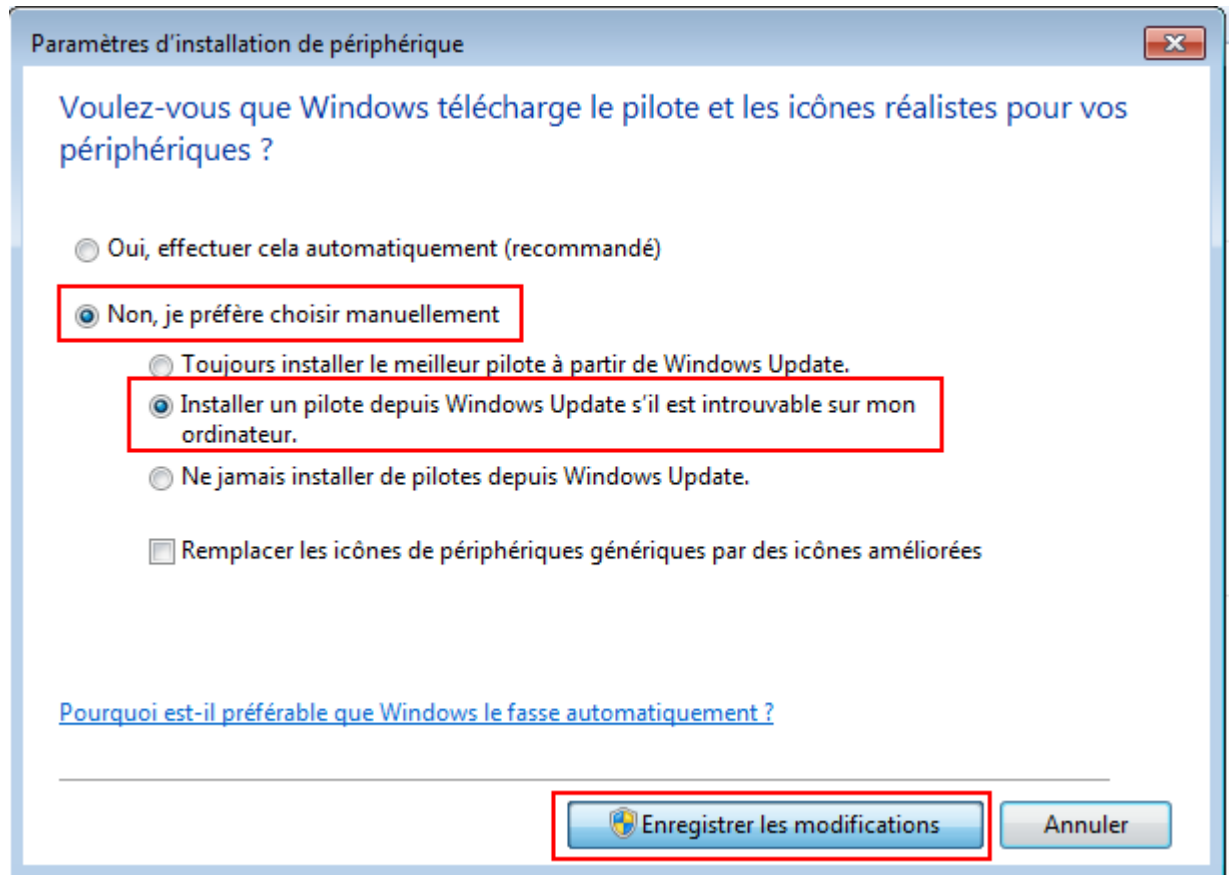 Paramètres d'installation de périphérique
Voulez-vous que Windows télécharge le pilote et les icônes réalistes pour vos
périphériques ?
Oui, effectuer cela automatiquement (recommandé)
Non, je préfère choisir manuellement
Toujours installer le meilleur pilote à partir de Windows Update.
Installer un pilote depuis Windows Update s'il est introuvable sur mon
ordinateur.
Ne jamais installer de pilotes depuis Windows Update.
Remplacer les icônes de périphériques génériques par des icônes améliorées
Pourquoi est-il préférable que Windows le fasse automatiquement ?
Enregistrer les modifications
Annuler